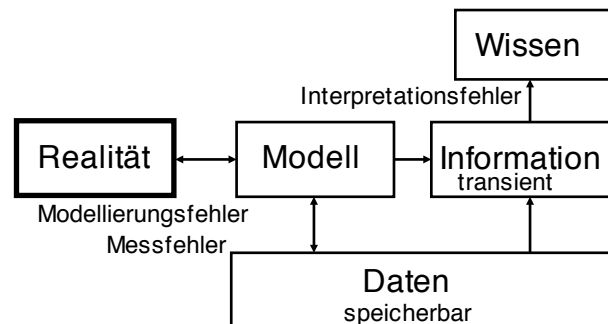 Wissen
Interpretationsfehler
Realität
Modell
Information
transient
Modellierungsfehler
Messfehler
Daten
speicherbar